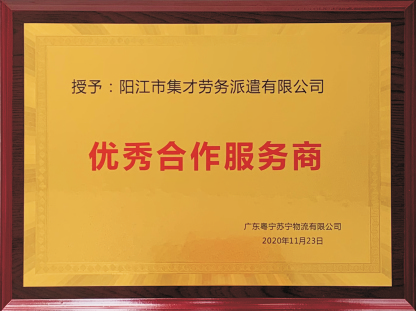 授予：阳江市集才劳务派遣有限公司
优秀合作服务商
广东粤宁苏宁物流有限公司
2020年11月23日